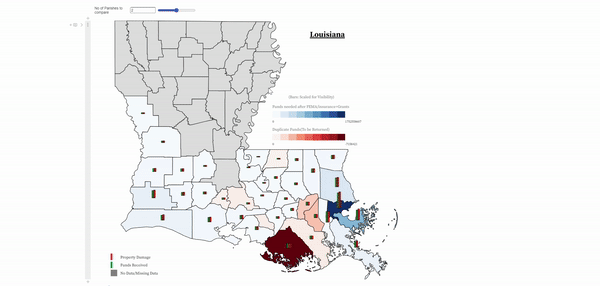 No of Parishes to
compare
Louisiana
(Bars Scaled for Visibility)
Funds needed after FEMA/Insurance Grants
0
Duplicate Funds(To be Returned)
0
Property Damage
Funds Received
No Data/Missing Data